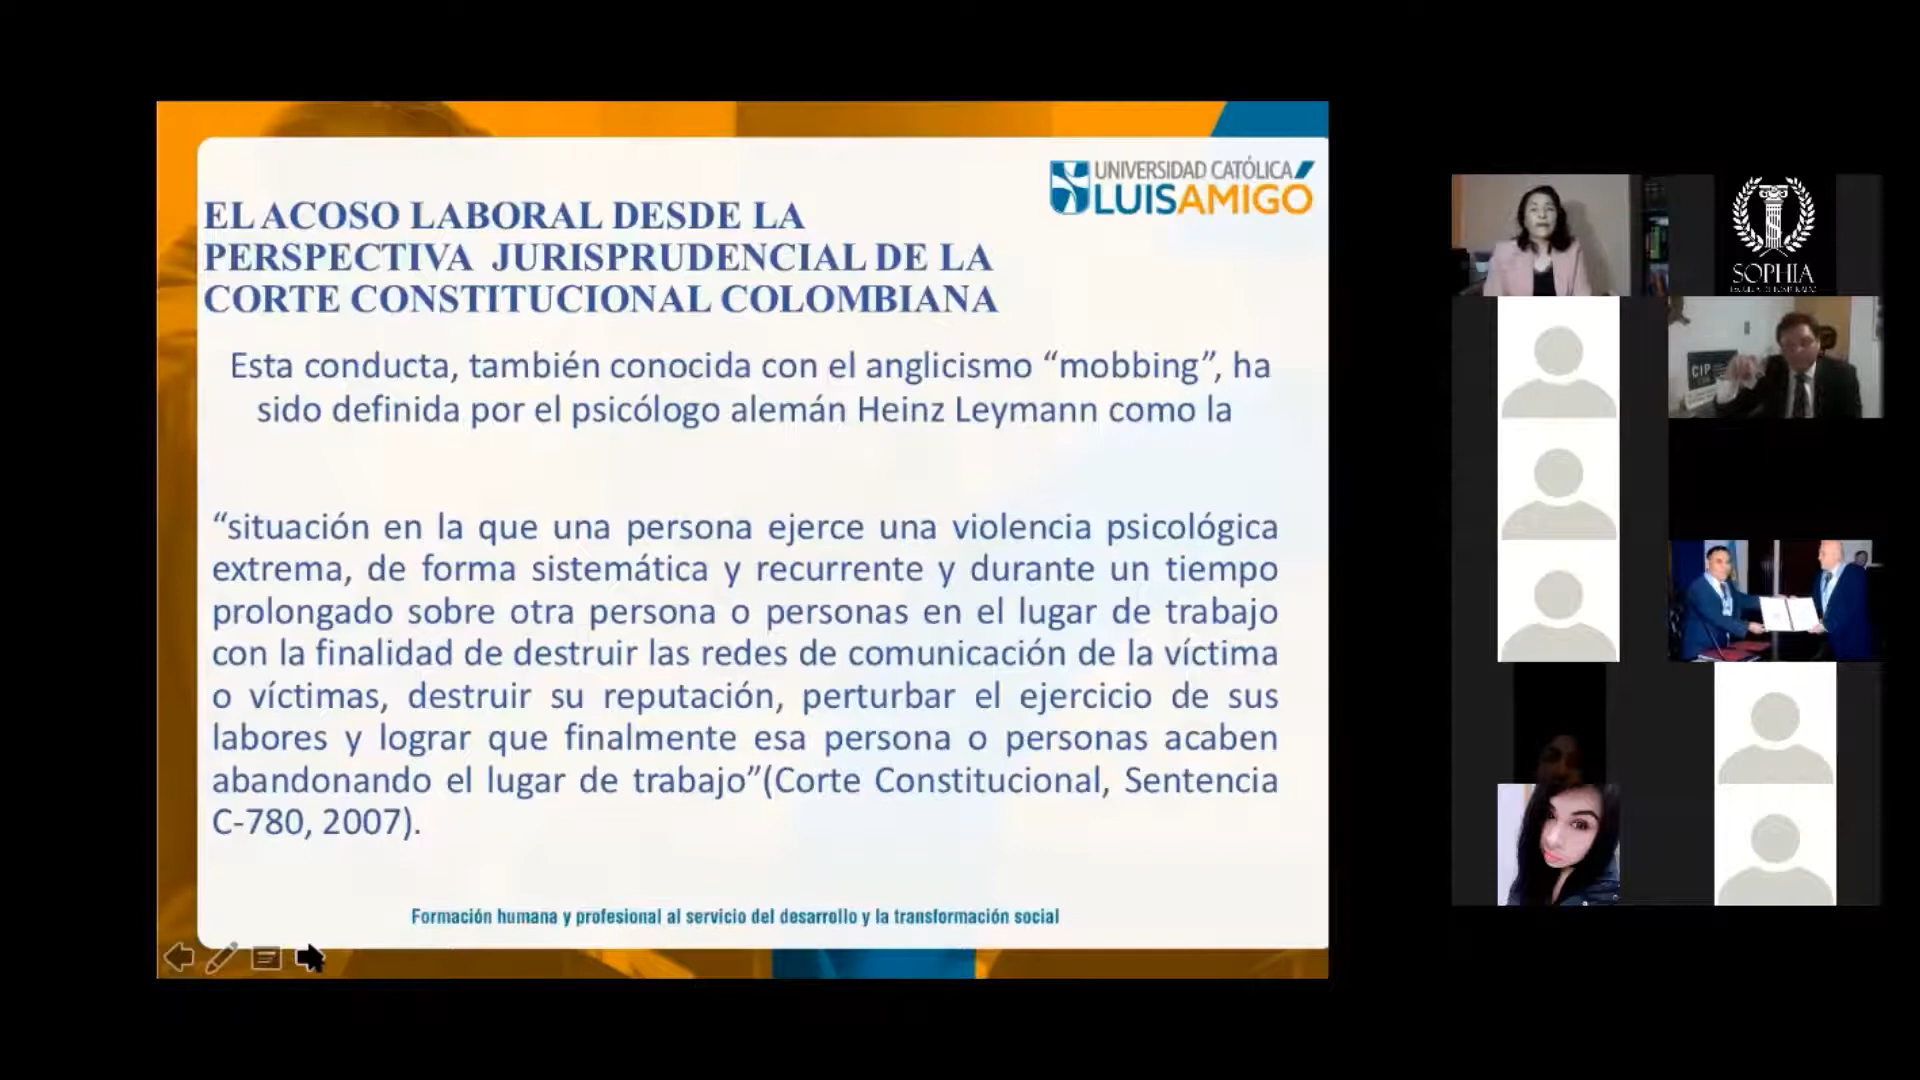 UNIVERSIDAD CATÓLICA
LUIS AMIGÓ
EL ACOSO LABORAL DESDE LA
PERSPECTIVA JURISPRUDENCIAL DE LA
CORTE CONSTITUCIONAL COLOMBIANA
Esta conducta, también conocida con el anglicismo “mobbing”, ha
sido definida por el psicólogo alemán Heinz Leymann como la
“situación en la que una persona ejerce una violencia psicológica
extrema, de forma sistemática y recurrente y durante un tiempo
prolongado sobre otra persona o personas en el lugar de trabajo
con la finalidad de destruir las redes de comunicación de la víctima
o víctimas, destruir su reputación, perturbar el ejercicio de sus
labores y lograr que finalmente esa persona o personas acaben
abandonando el lugar de trabajo”(Corte Constitucional, Sentencia
C-780, 2007).
Formación humana y profesional al servicio del desarrollo y la transformación social
SOPHIA
CIP